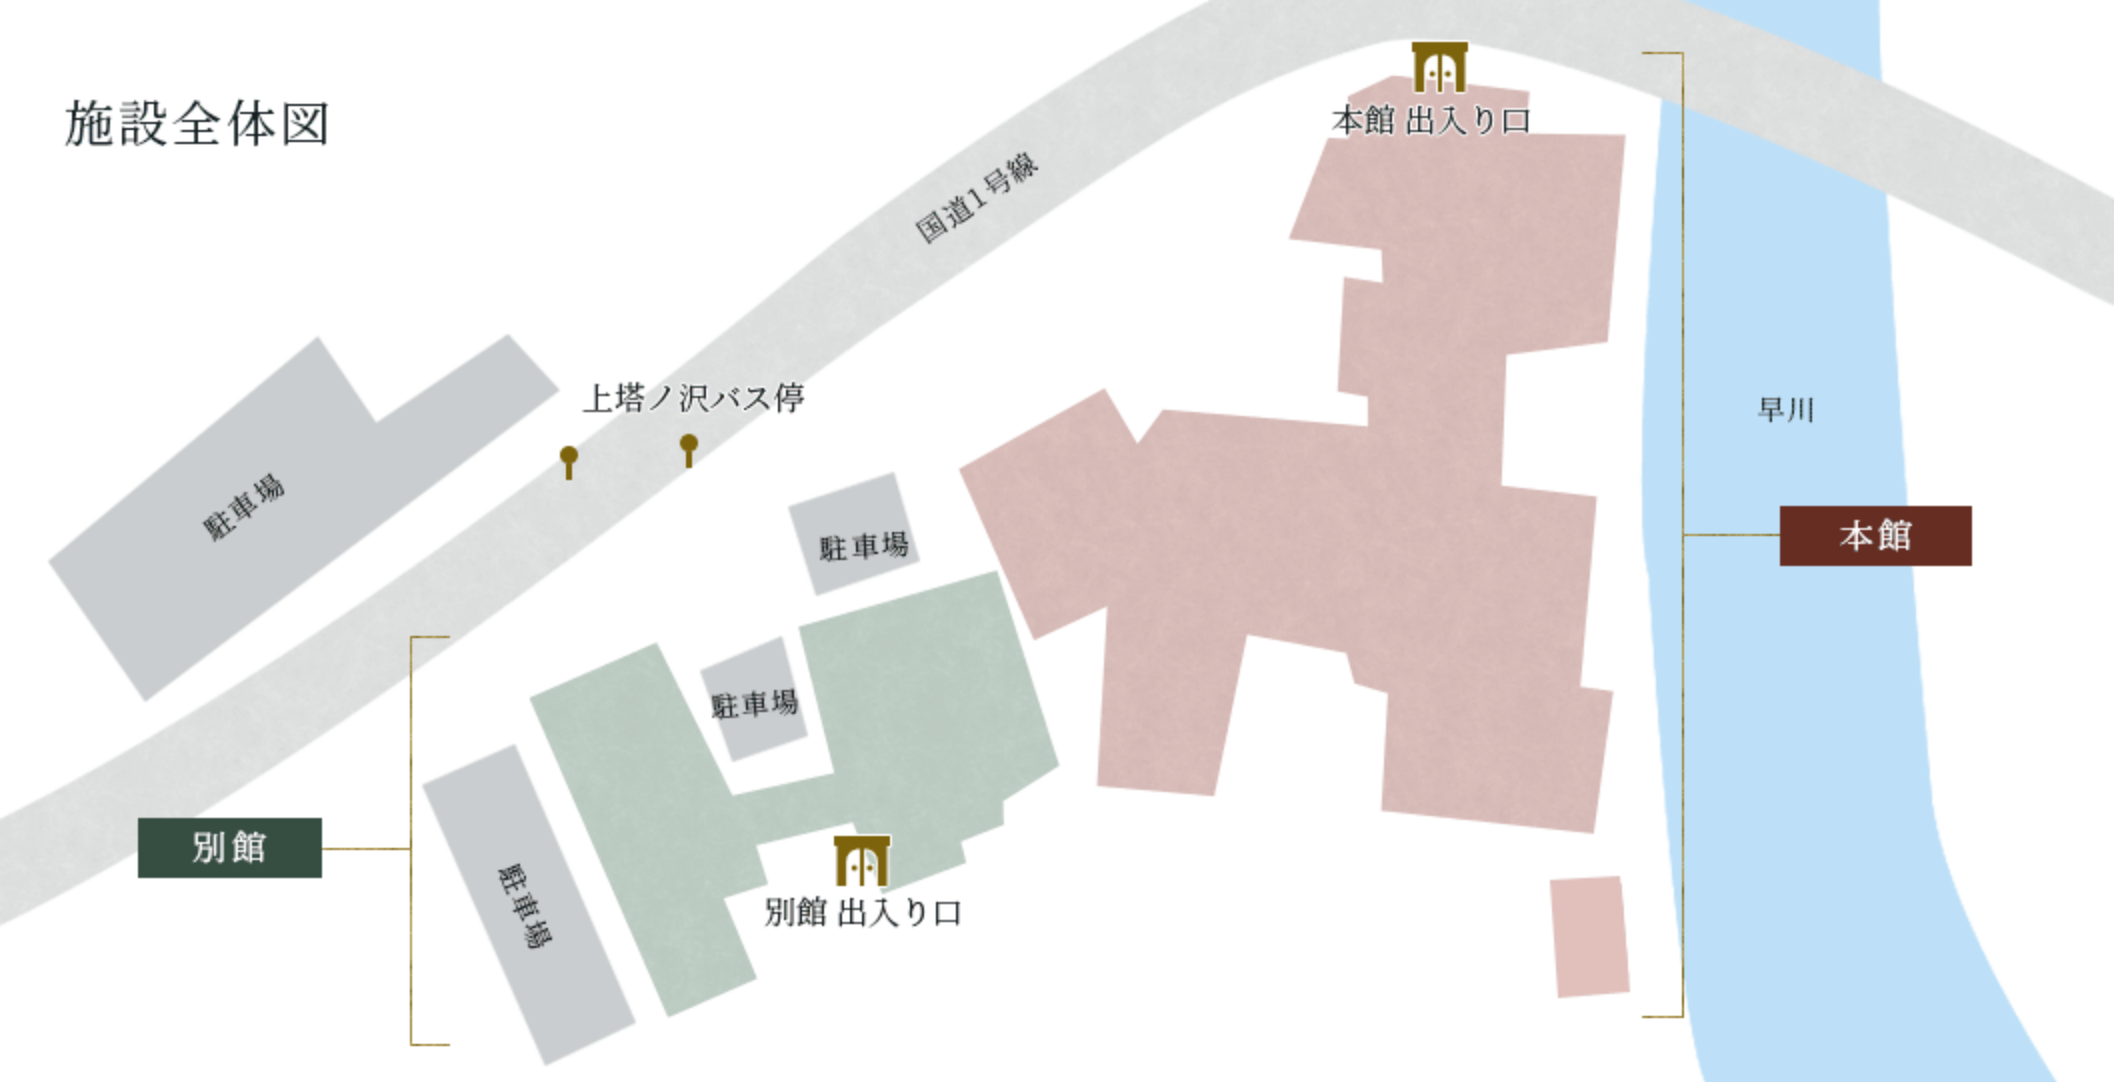 施設全体図
本館 出入り口
国道1号線
上塔ノ沢バス停
早川
駐車場
駐車場
本館
駐車場
別館
駐車場
別館 出入り口